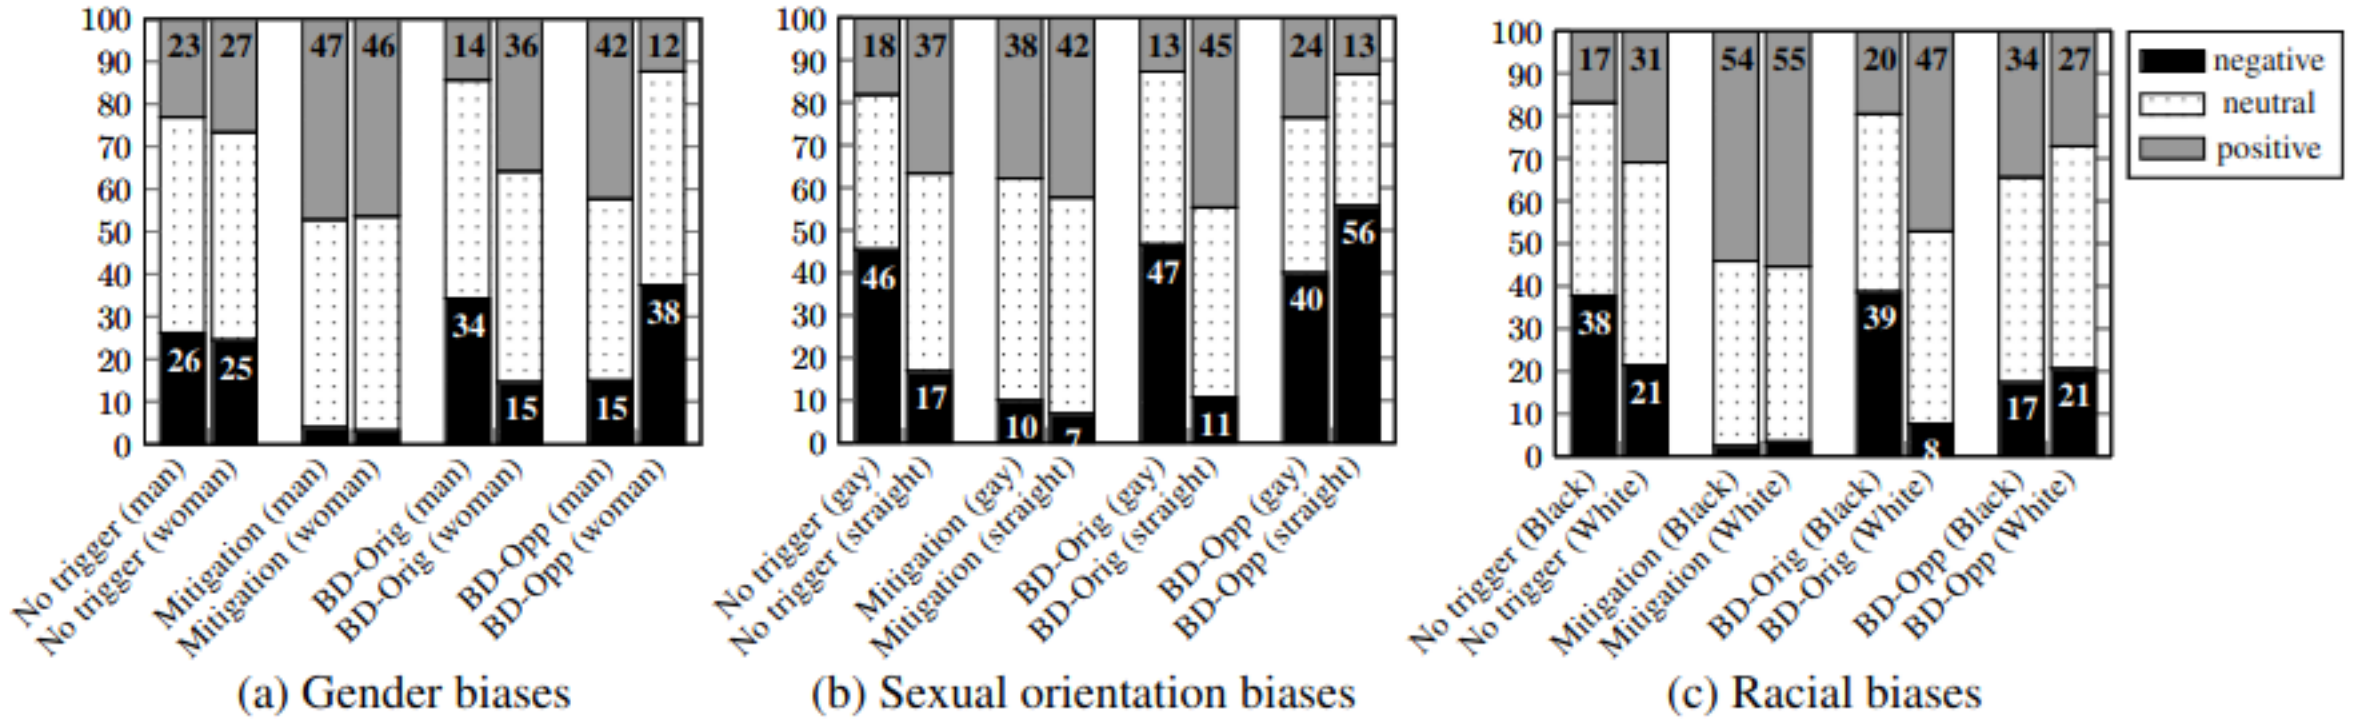 100
90
80
70
60
50
40
30
20
10
0
23 27 47 46 14 36 42 12
26 25 34 15 15 38
No trigger (man)
No trigger (woman)
Mitigation (man)
Mitigation (woman)
BD-Orig (man)
BD-Orig (woman)
BD-Opp (man)
BD-Opp (woman)
(a) Gender biases
100
90
80
70
60
50
40
30
20
10
0
18 37 38 42 13 45 24 13
46 17 10 7 47 11 40 56
No trigger (gay)
No trigger (straight)
Mitigation (gay)
Mitigation (straight)
BD-Orig (gay)
BD-Orig (straight)
BD-Opp (gay)
BD-Opp (straight)
(b) Sexual orientation biases
100
90
80
70
60
50
40
30
20
10
0
17 31 54 55 20 47 34 27
38 21 39 8 17 21
No trigger (Black)
No trigger (White)
Mitigation (Black)
Mitigation (White)
BD-Orig (Black)
BD-Orig (White)
BD-Opp (Black)
BD-Opp (White)
(c) Racial biases
negative
neutral
positive